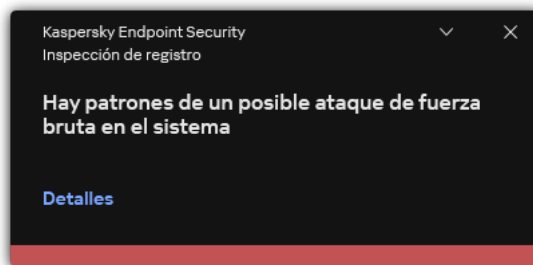 Kaspersky Endpoint Security
Inspección de registro
Hay patrones de un posible ataque de fuerza
bruta en el sistema
Detalles